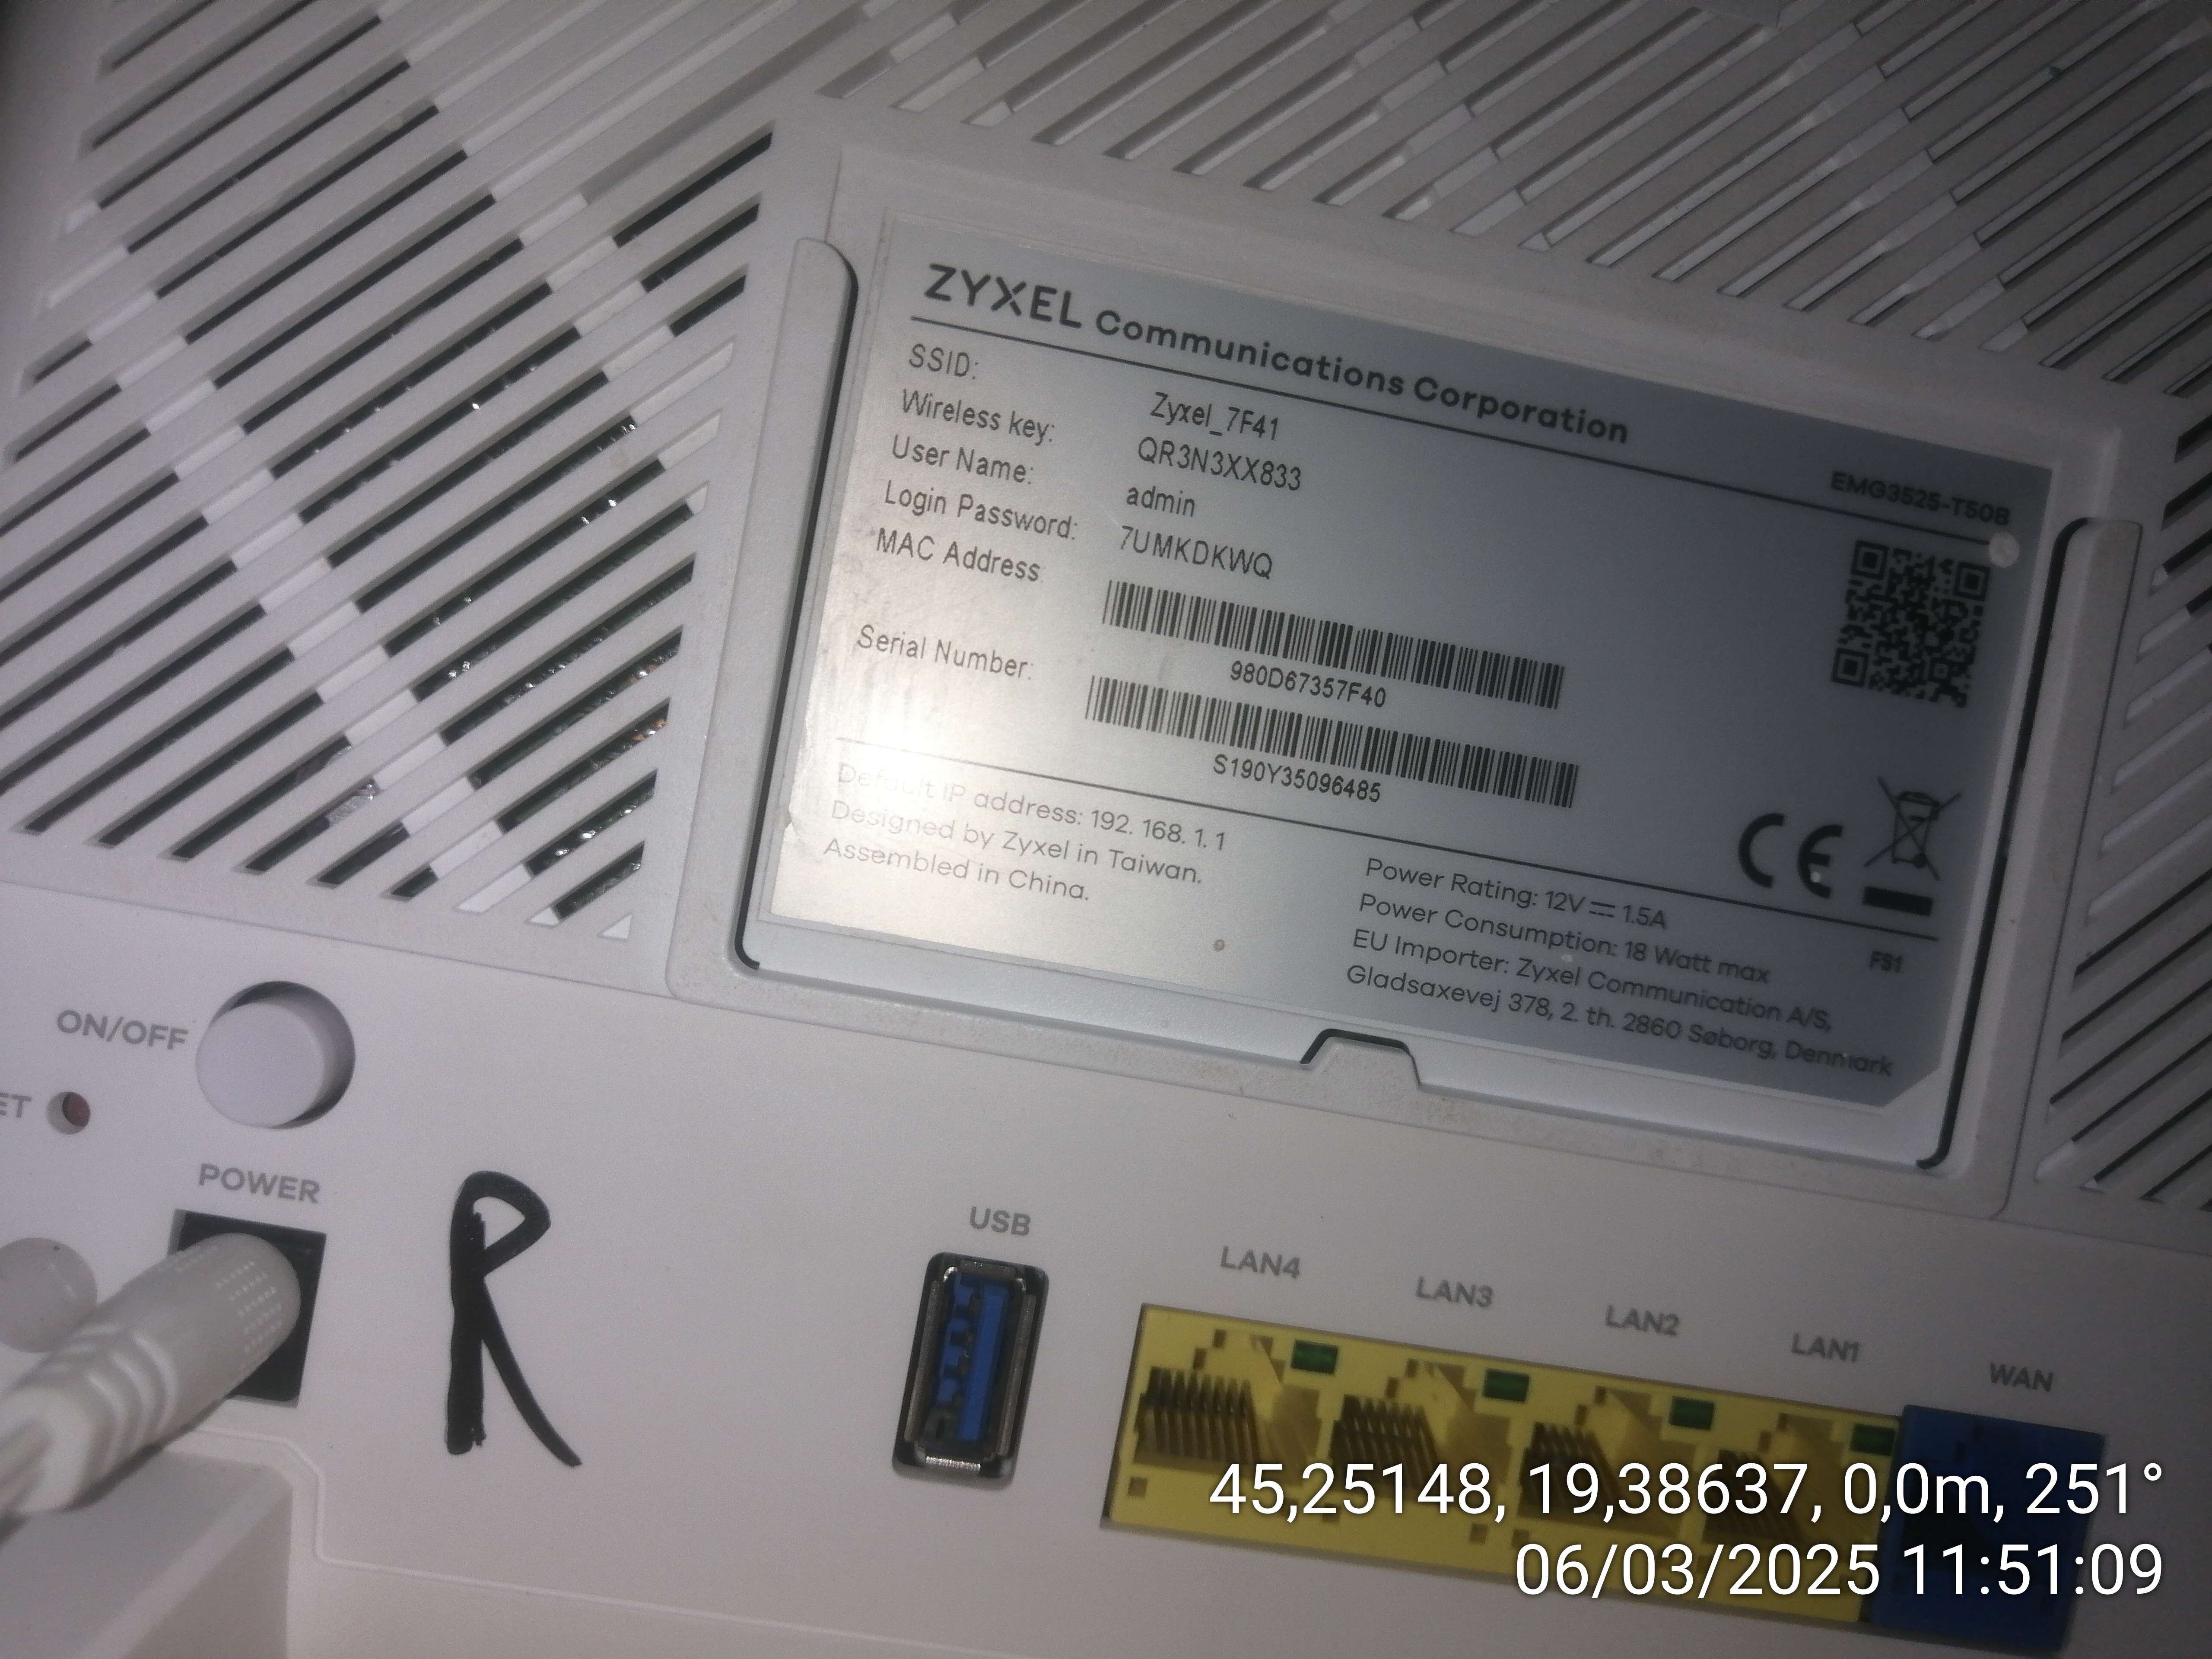 ZYXEL Communications Corporation
EMG3525-T50B
SSID: Zyxel_7F41
Wireless key: QR3N3XX833
User Name: admin
Login Password: 7UMKDKWQ
MAC Address
980D67357F40
Serial Number:
S190Y35096485
Default IP address: 192. 168. 1. 1
Designed by Zyxel in Taiwan.
Assembled in China.
CE
Power Rating: 12V ⎓ 1.5A
Power Consumption: 18 Watt max
EU Importer: Zyxel Communication A/S,
Gladsaxevej 378, 2. th. 2860 Søborg, Denmark
FS1
ON/OFF
ET
POWER
R
USB
LAN4
LAN3
LAN2
LAN1
WAN
45,25148, 19,38637, 0,0m, 251°
06/03/2025 11:51:09